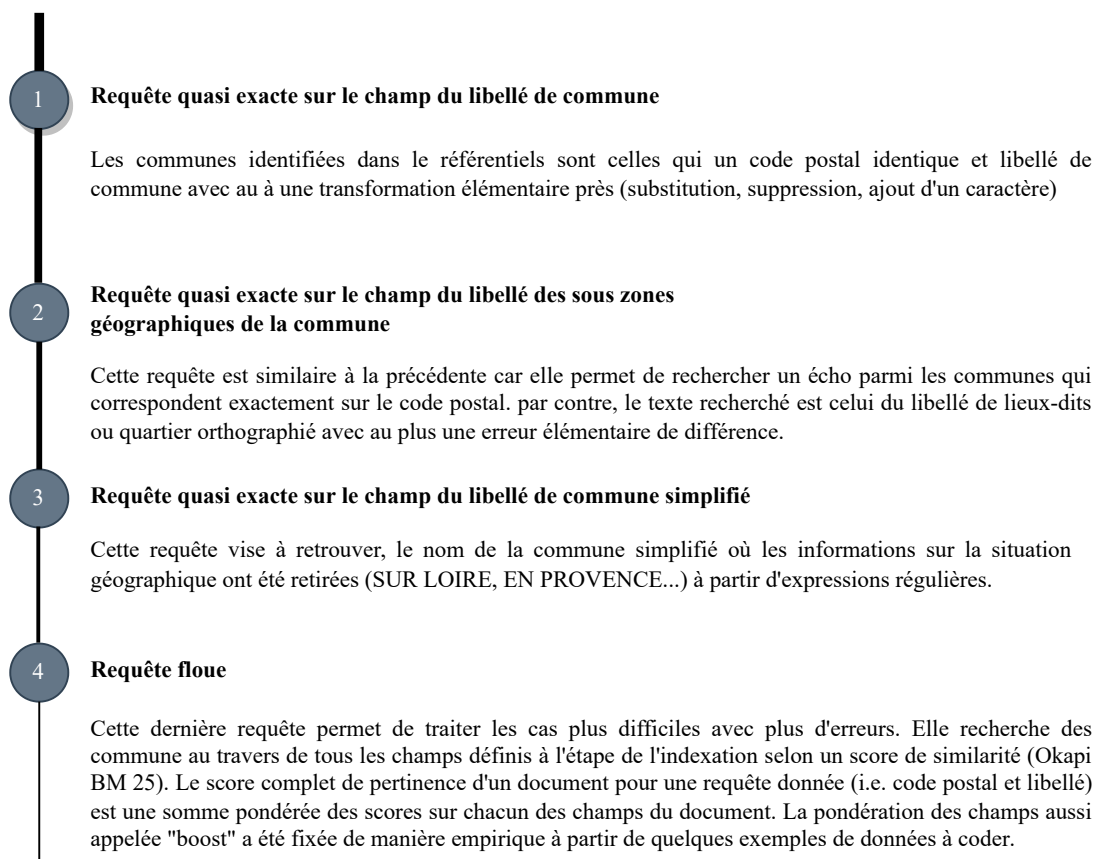 1
Requête quasi exacte sur le champ du libellé de commune
Les communes identifiées dans le référentiels sont celles qui un code postal identique et libellé de
commune avec au à une transformation élémentaire près (substitution, suppression, ajout d'un caractère)
2
Requête quasi exacte sur le champ du libellé des sous zones
géographiques de la commune
Cette requête est similaire à la précédente car elle permet de rechercher un écho parmi les communes qui
correspondent exactement sur le code postal. par contre, le texte recherché est celui du libellé de lieux-dits
ou quartier orthographié avec au plus une erreur élémentaire de différence.
3
Requête quasi exacte sur le champ du libellé de commune simplifié
Cette requête vise à retrouver, le nom de la commune simplifié où les informations sur la situation
géographique ont été retirées (SUR LOIRE, EN PROVENCE...) à partir d'expressions régulières.
4
Requête floue
Cette dernière requête permet de traiter les cas plus difficiles avec plus d'erreurs. Elle recherche des
commune au travers de tous les champs définis à l'étape de l'indexation selon un score de similarité (Okapi
BM 25). Le score complet de pertinence d'un document pour une requête donnée (i.e. code postal et libellé)
est une somme pondérée des scores sur chacun des champs du document. La pondération des champs aussi
appelée "boost" a été fixée de manière empirique à partir de quelques exemples de données à coder.